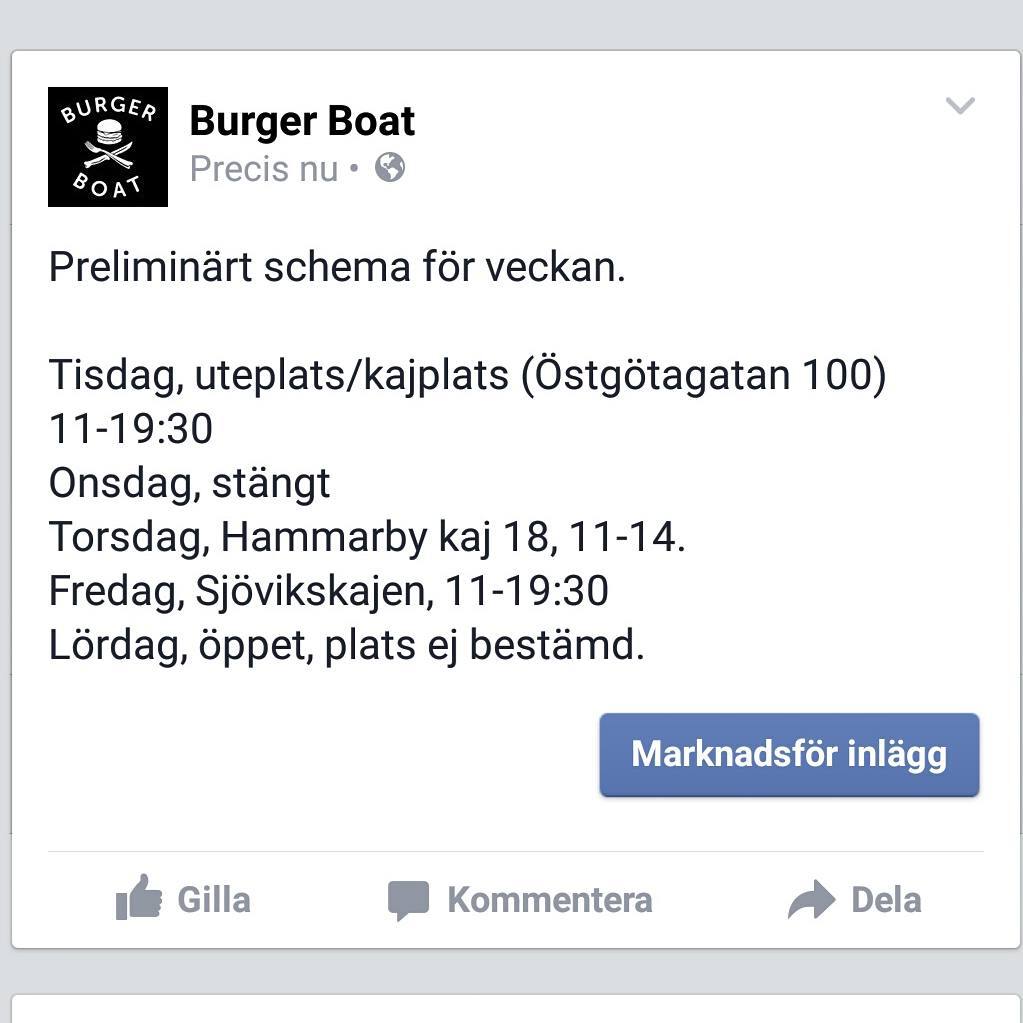 BURGER
BOAT
Burger Boat
Precis nu •
Preliminärt schema för veckan.
Tisdag, uteplats/kajplats (Östgötagatan 100)
11-19:30
Onsdag, stängt
Torsdag, Hammarby kaj 18, 11-14.
Fredag, Sjövikskajen, 11-19:30
Lördag, öppet, plats ej bestämd.
Marknadsför inlägg
Gilla Kommentera Dela